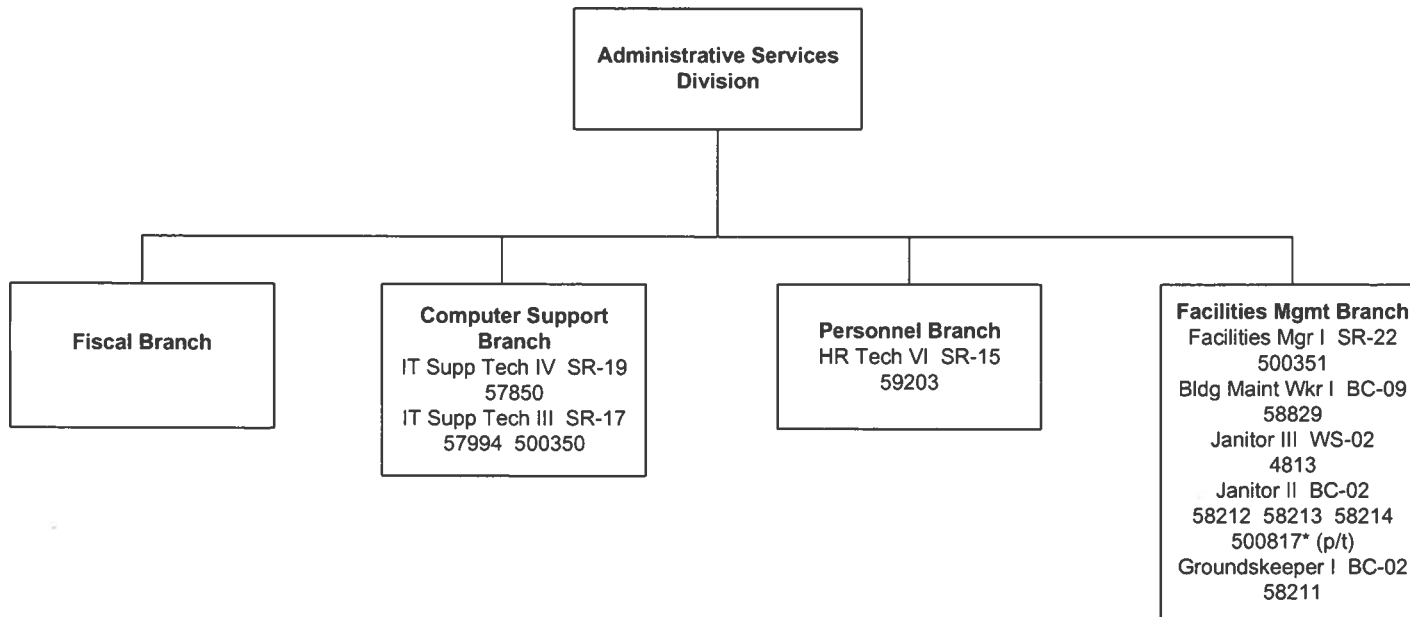 Administrative Services
Division
Fiscal Branch
Computer Support
Branch
IT Supp Tech IV SR-19
57850
IT Supp Tech III SR-17
57994 500350
Personnel Branch
HR Tech VI SR-15
59203
Facilities Mgmt Branch
Facilities Mgr I SR-22
500351
Bldg Maint Wkr I BC-09
58829
Janitor III WS-02
4813
Janitor II BC-02
58212 58213 58214
500817* (p/t)
Groundskeeper I BC-02
58211